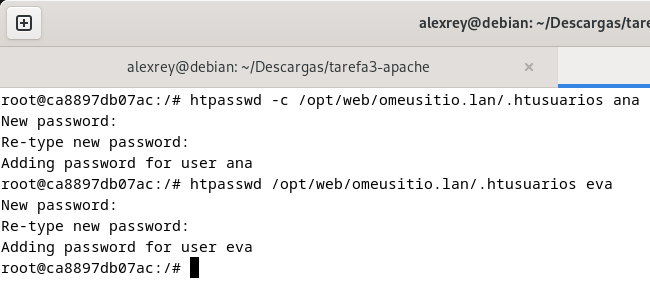 alexrey@debian: ~/Descargas/tare
alexrey@debian: ~/Descargas/tarefa3-apache ×
root@ca8897db07ac:/# htpasswd -c /opt/web/omeusitio.lan/.htusuarios ana
New password:
Re-type new password:
Adding password for user ana
root@ca8897db07ac:/# htpasswd /opt/web/omeusitio.lan/.htusuarios eva
New password:
Re-type new password:
Adding password for user eva
root@ca8897db07ac:/#